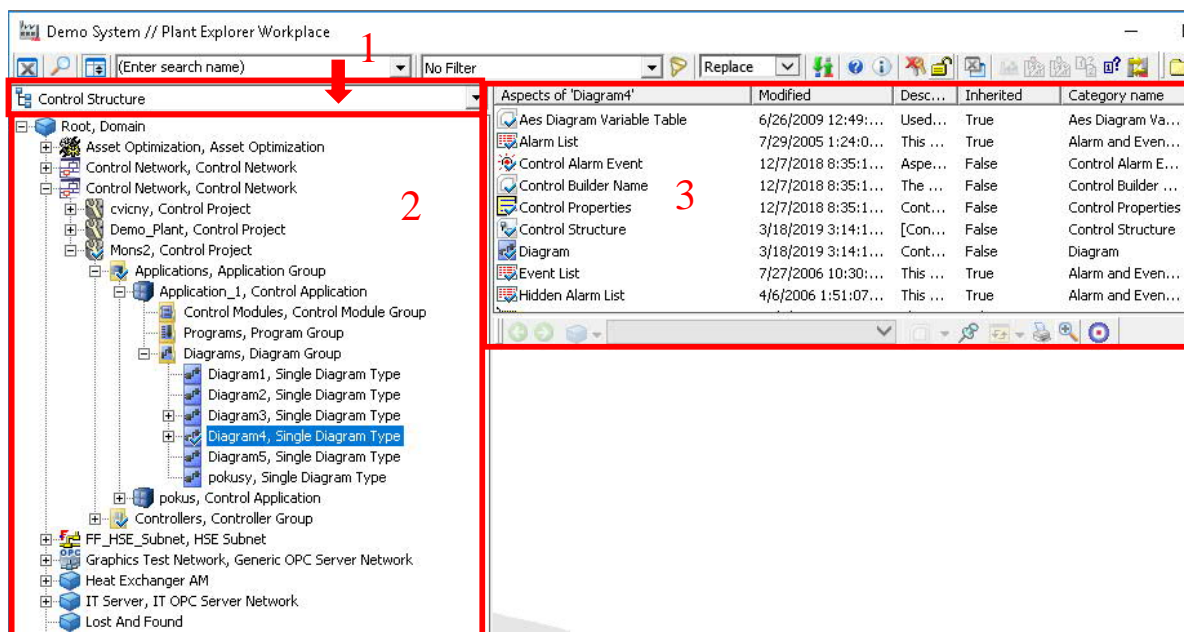 Demo System // Plant Explorer Workplace
1
(Enter search name) No Filter Replace
Control Structure
Root, Domain
Asset Optimization, Asset Optimization
Control Network, Control Network
Control Network, Control Network
cvicny, Control Project
Demo_Plant, Control Project
Mons2, Control Project
Applications, Application Group
Application_1, Control Application
Control Modules, Control Module Group
Programs, Program Group
Diagrams, Diagram Group
Diagram1, Single Diagram Type
Diagram2, Single Diagram Type
Diagram3, Single Diagram Type
Diagram4, Single Diagram Type
Diagram5, Single Diagram Type
pokusy, Single Diagram Type
pokus, Control Application
Controllers, Controller Group
FF_HSE_Subnet, HSE Subnet
OPC
Graphics Test Network, Generic OPC Server Network
Heat Exchanger AM
IT Server, IT OPC Server Network
Lost And Found
2
Aspects of 'Diagram4' Modified Desc... Inherited Category name
Aes Diagram Variable Table 6/26/2009 12:49:... Used... True Aes Diagram Va...
Alarm List 7/29/2005 1:24:0... This ... True Alarm and Even...
Control Alarm Event 12/7/2018 8:35:1... Aspe... False Control Alarm E...
Control Builder Name 12/7/2018 8:35:1... The ... False Control Builder ...
Control Properties 12/7/2018 8:35:1... Cont... False Control Properties
Control Structure 3/18/2019 3:14:1... [Con... False Control Structure
Diagram 3/18/2019 3:14:1... Cont... False Diagram
Event List 7/27/2006 10:30:... This ... True Alarm and Even...
Hidden Alarm List 4/6/2006 1:51:07... This ... True Alarm and Even...
3